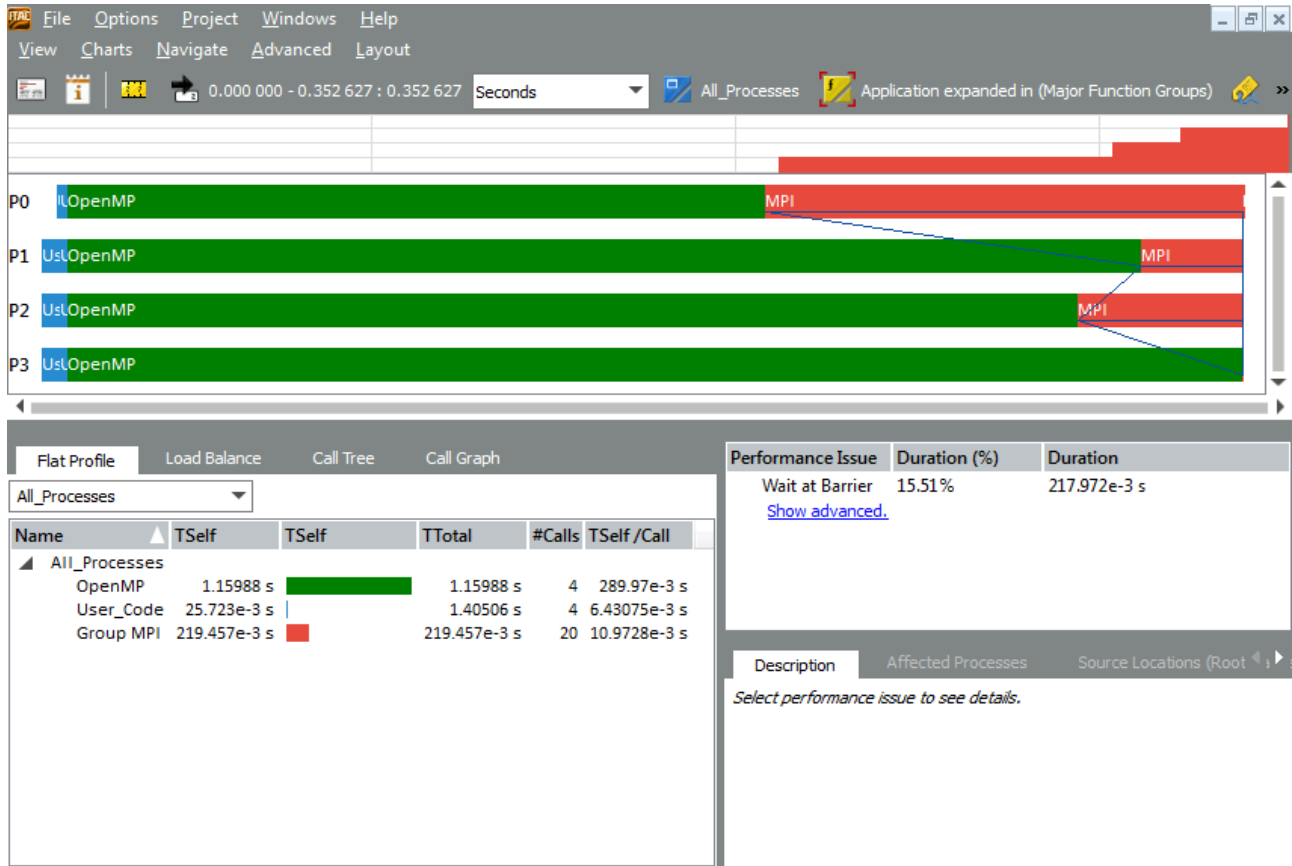 ITAC File Options Project Windows Help
View Charts Navigate Advanced Layout
0.000 000 - 0.352 627 : 0.352 627 Seconds All_Processes Application expanded in (Major Function Groups) »
P0 OpenMP MPI
P1 Us OpenMP MPI
P2 Us OpenMP MPI
P3 Us OpenMP
Flat Profile Load Balance Call Tree Call Graph
All_Processes
Name TSelf TSelf TTotal #Calls TSelf /Call
All_Processes
OpenMP 1.15988 s 1.15988 s 4 289.97e-3 s
User_Code 25.723e-3 s 1.40506 s 4 6.43075e-3 s
Group MPI 219.457e-3 s 219.457e-3 s 20 10.9728e-3 s
Performance Issue Duration (%) Duration
Wait at Barrier 15.51% 217.972e-3 s
Show advanced.
Description Affected Processes Source Locations (Root
Select performance issue to see details.